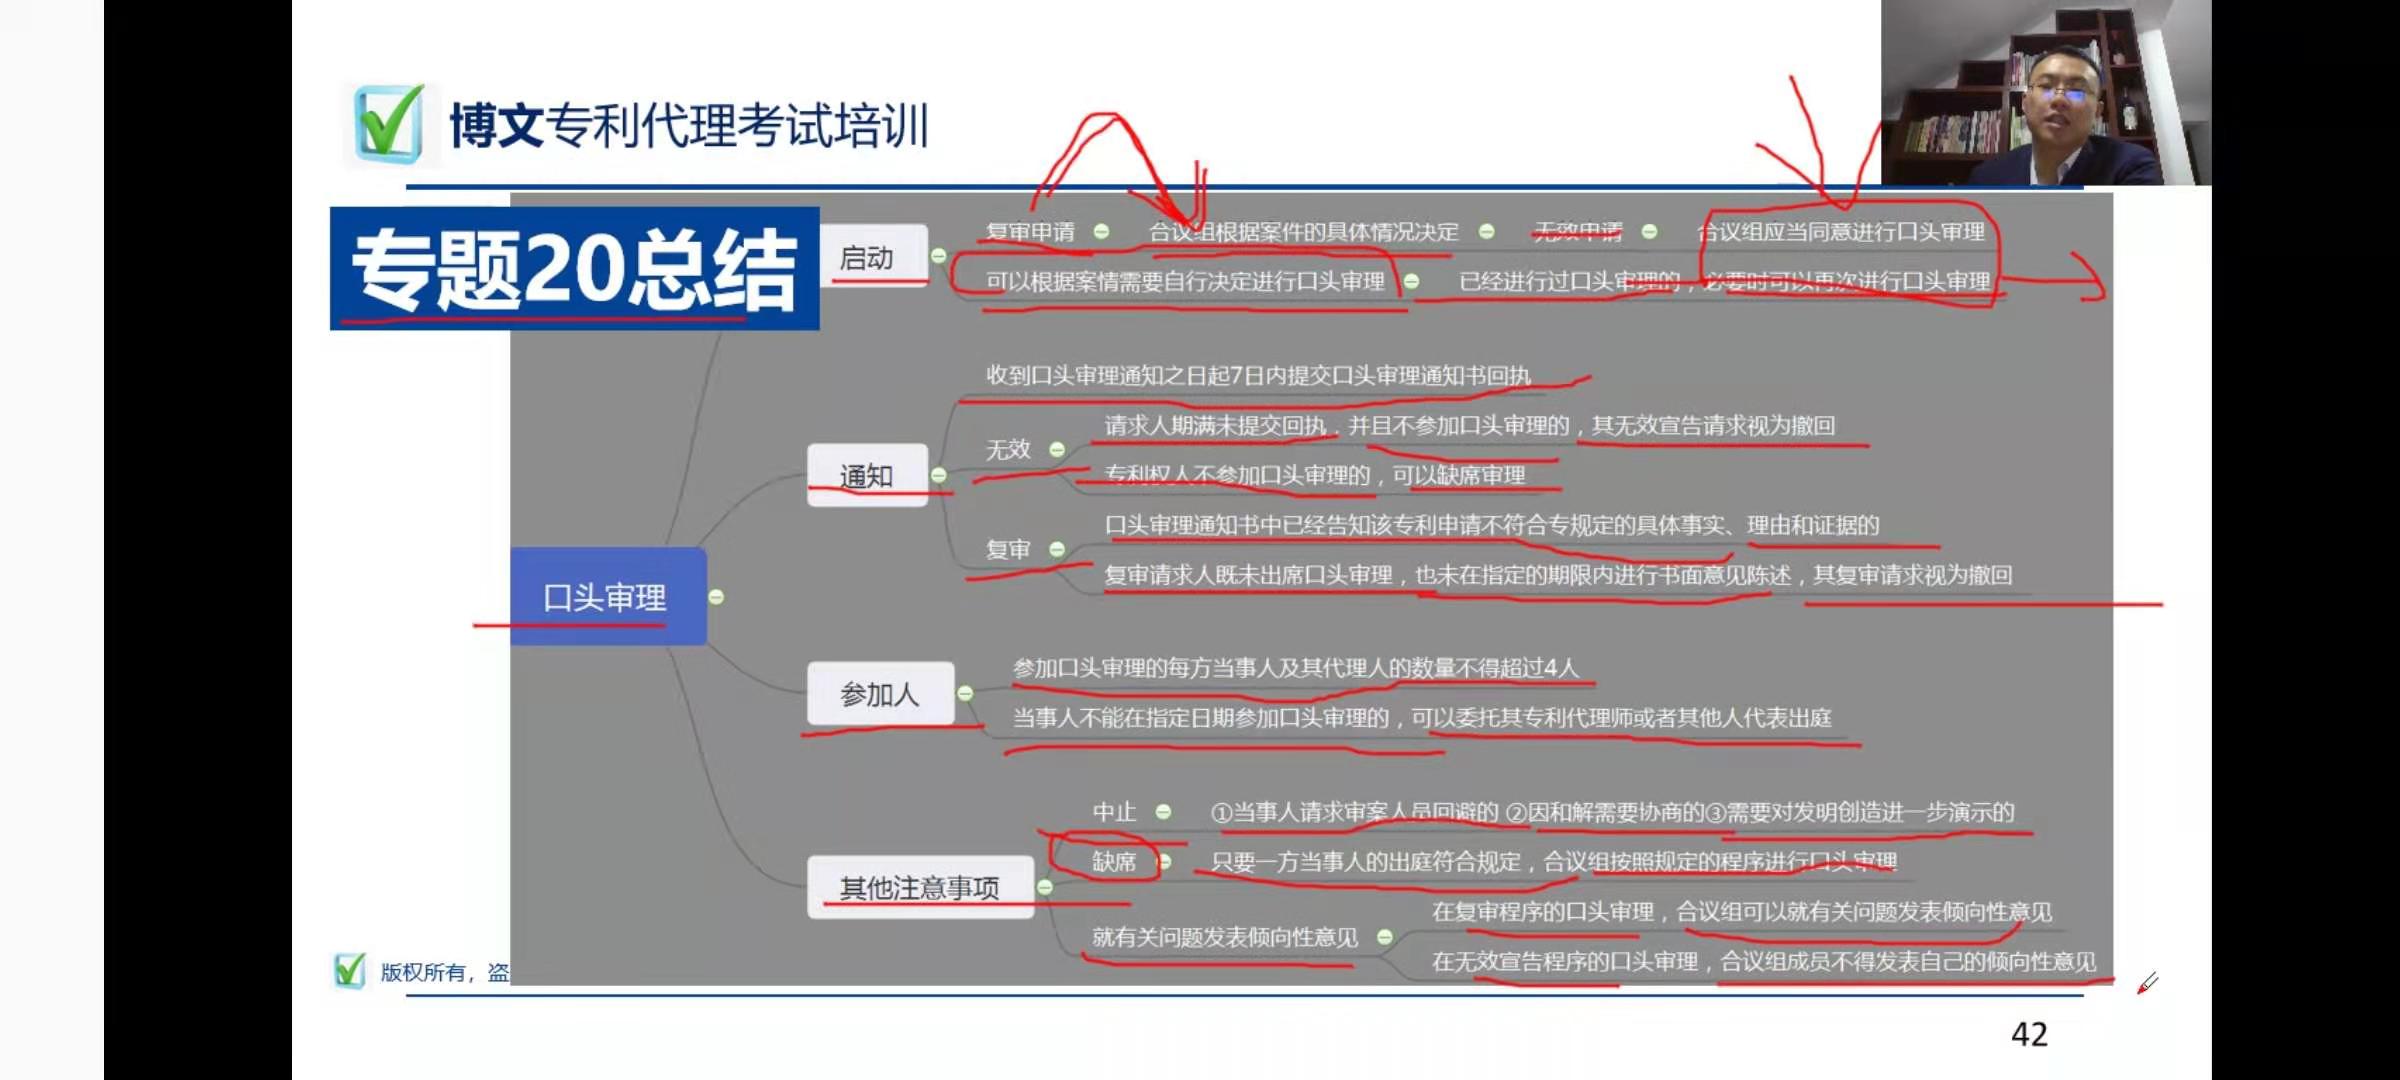 博文专利代理考试培训
专题20总结
启动
复审申请 合议组根据案件的具体情况决定 无效申请 合议组应当同意进行口头审理
可以根据案情需要自行决定进行口头审理 已经进行过口头审理的，必要时可以再次进行口头审理
收到口头审理通知之日起7日内提交口头审理通知书回执
通知
无效
请求人期满未提交回执，并且不参加口头审理的，其无效宣告请求视为撤回
专利权人不参加口头审理的，可以缺席审理
复审
口头审理通知书中已经告知该专利申请不符合专规定的具体事实、理由和证据的
复审请求人既未出席口头审理，也未在指定的期限内进行书面意见陈述，其复审请求视为撤回
口头审理
参加人
参加口头审理的每方当事人及其代理人的数量不得超过4人
当事人不能在指定日期参加口头审理的，可以委托其专利代理师或者其他人代表出庭
其他注意事项
中止 ①当事人请求审案人员回避的 ②因和解需要协商的③需要对发明创造进一步演示的
缺席 只要一方当事人的出庭符合规定，合议组按照规定的程序进行口头审理
就有关问题发表倾向性意见
在复审程序的口头审理，合议组可以就有关问题发表倾向性意见
在无效宣告程序的口头审理，合议组成员不得发表自己的倾向性意见
版权所有，盗
42